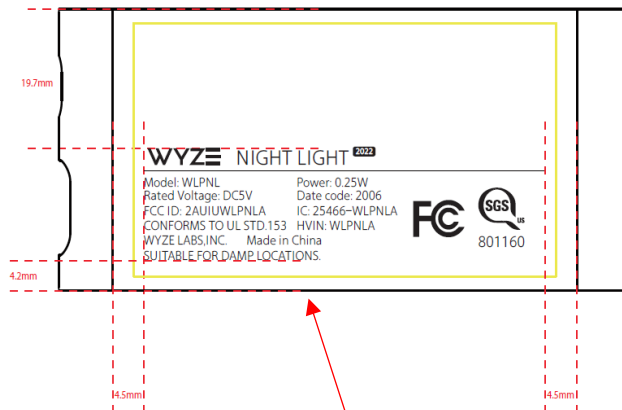 19.7mm
WYZE NIGHT LIGHT 2022
Model: WLPNL Power: 0.25W
Rated Voltage: DC5V Date code: 2006
FCC ID: 2AUIUWLPNLA IC: 25466-WLPNLA
CONFORMS TO UL STD.153 HVIN: WLPNLA
WYZE LABS,INC. Made in China
SUITABLE FOR DAMP LOCATIONS.
FC
SGS
US
801160
4.2mm
4.5mm
4.5mm